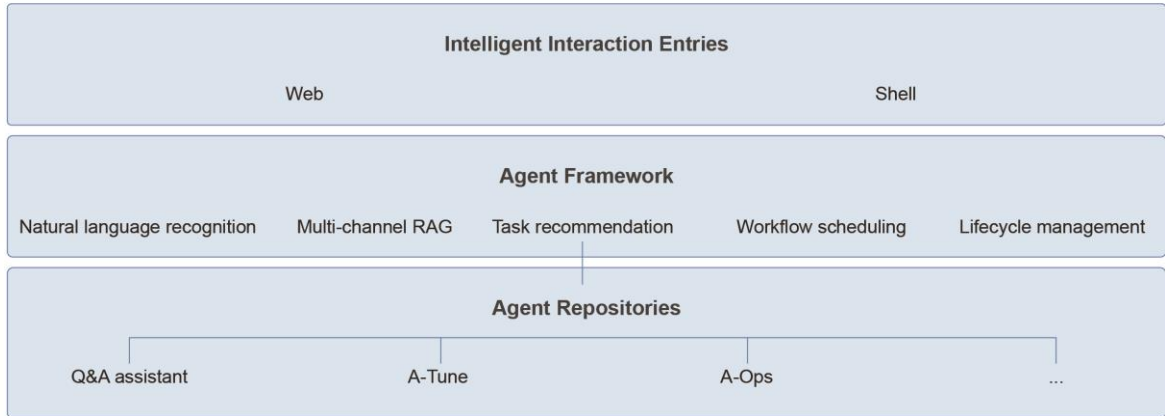 Intelligent Interaction Entries
Web Shell
Agent Framework
Natural language recognition Multi-channel RAG Task recommendation Workflow scheduling Lifecycle management
Agent Repositories
Q&A assistant A-Tune A-Ops ...